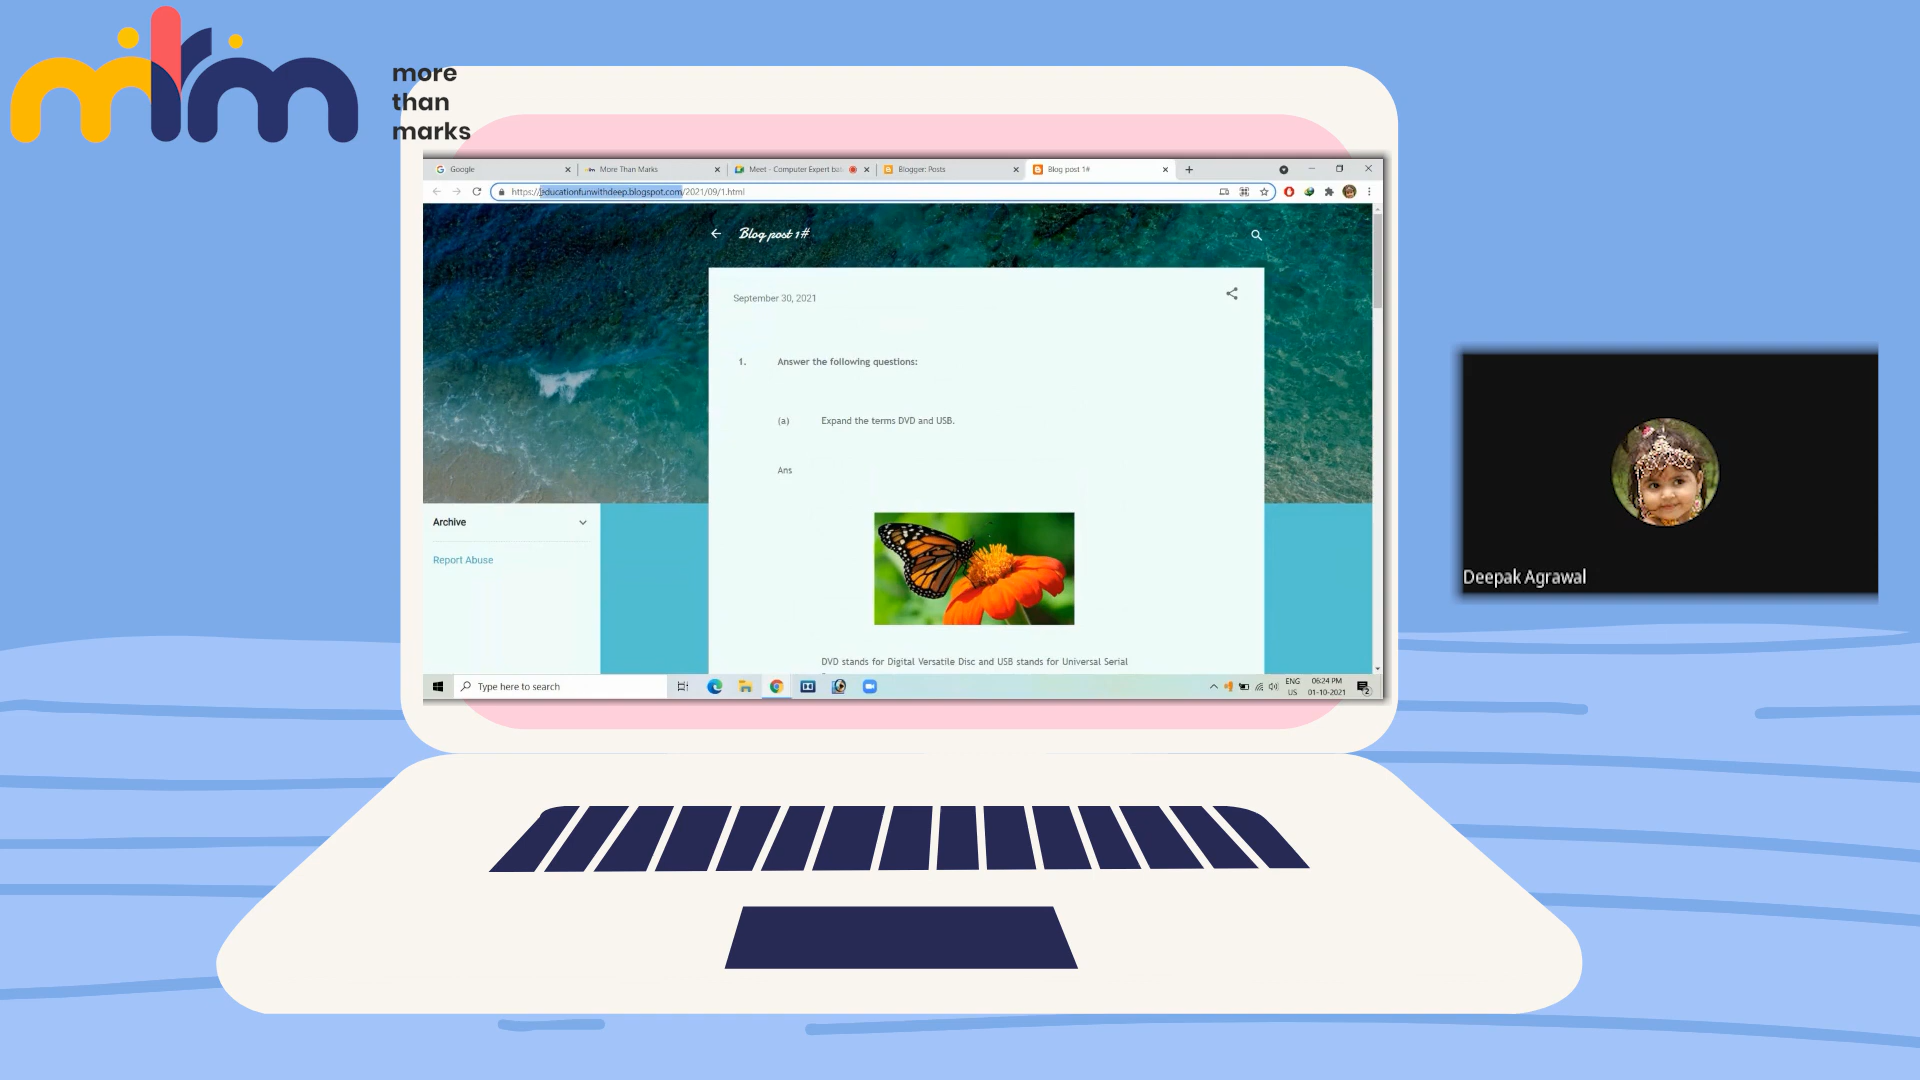 mtm
more
than
marks
Google
More Than Marks
Meet - Computer Expert
Blogger: Posts
Blog post 1#
https://educationfunwithdeep.blogspot.com/2021/09/1.html
Blog post 1#
September 30, 2021
1. Answer the following questions:
(a) Expand the terms DVD and USB.
Ans
Archive
Report Abuse
DVD stands for Digital Versatile Disc and USB stands for Universal Serial
Deepak Agrawal
Type here to search
ENG
US
06:24 PM
01-10-2021
2